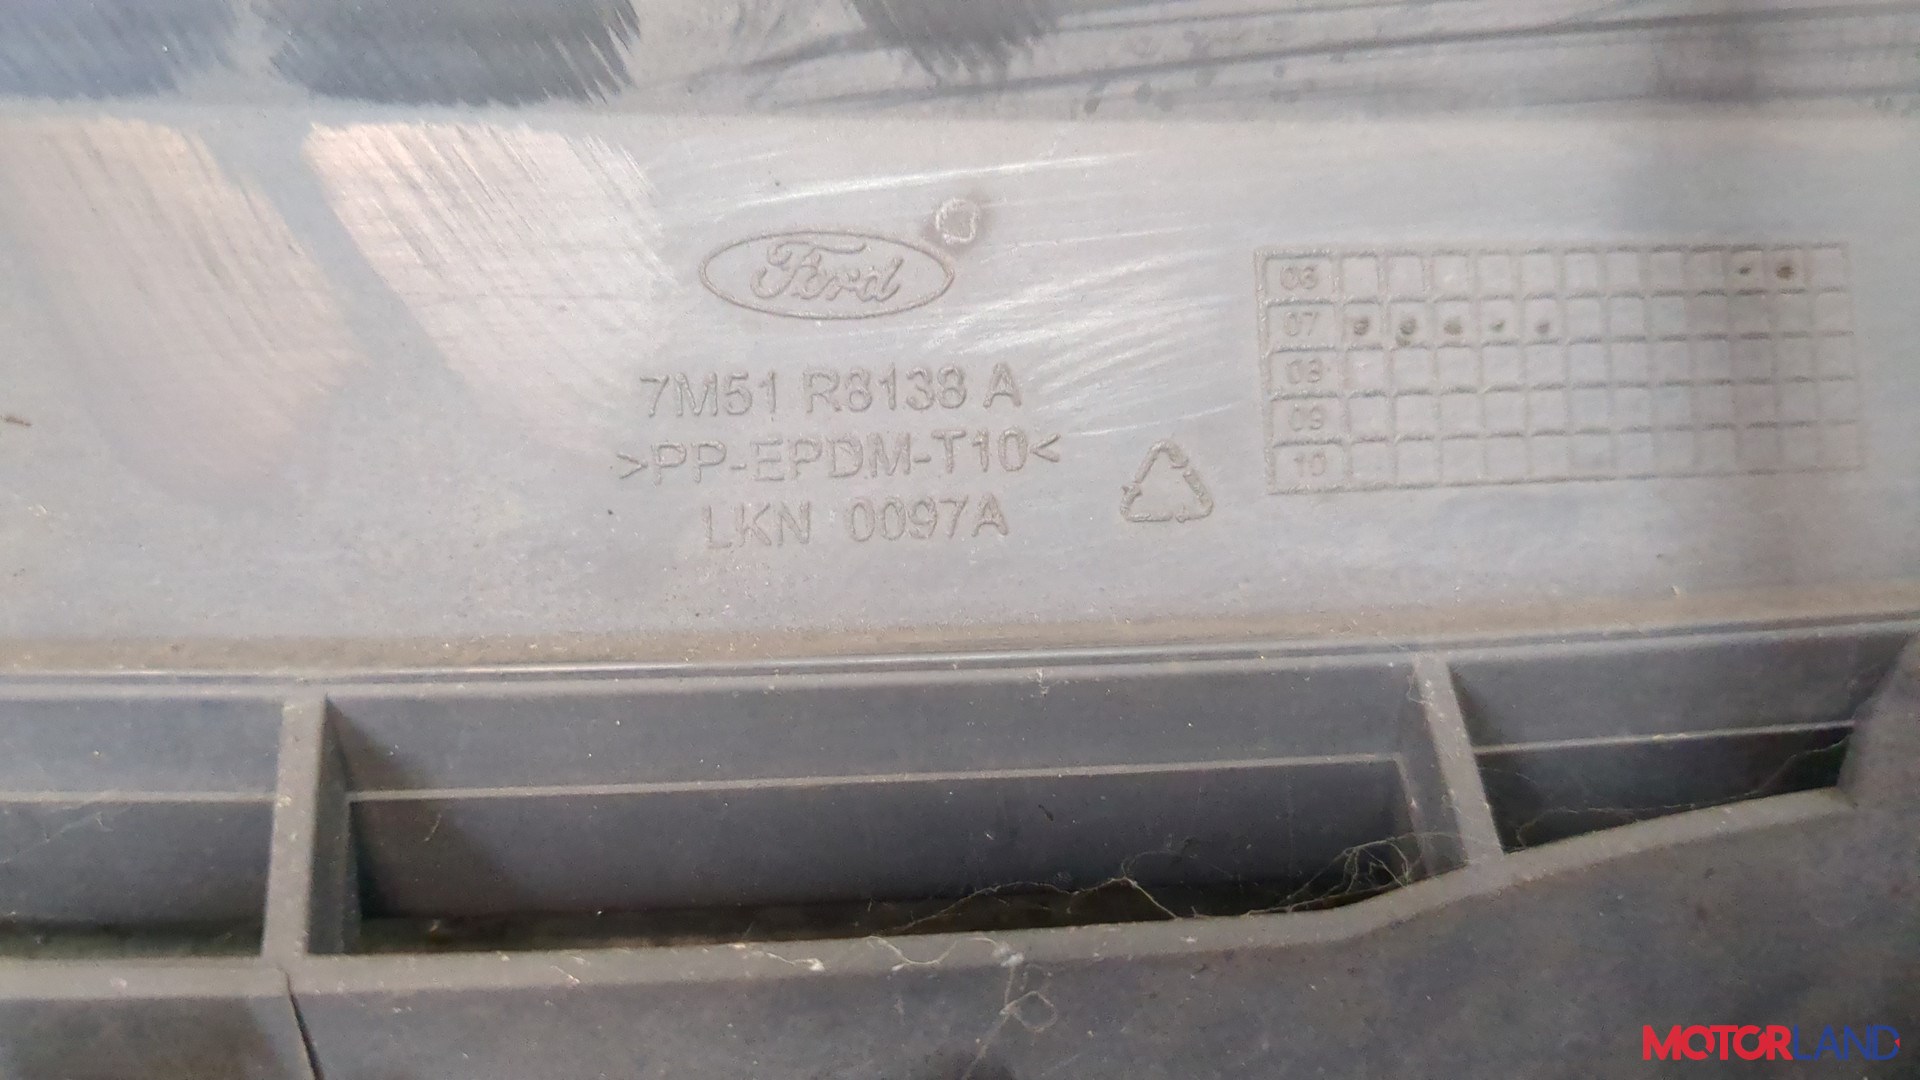 Ford
7M51 R8138 A
>PP-EPDM-T10<
LKN 0097A
06
07
08
09
10
MOTORLAND